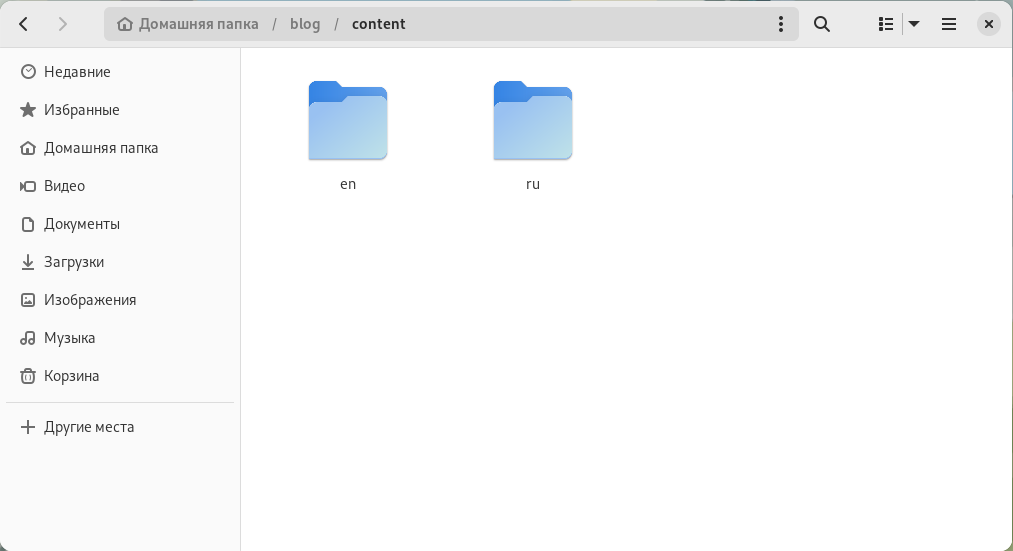 Домашняя папка / blog / content
Недавние
Избранные
Домашняя папка
Видео
Документы
Загрузки
Изображения
Музыка
Корзина
Другие места
en
ru